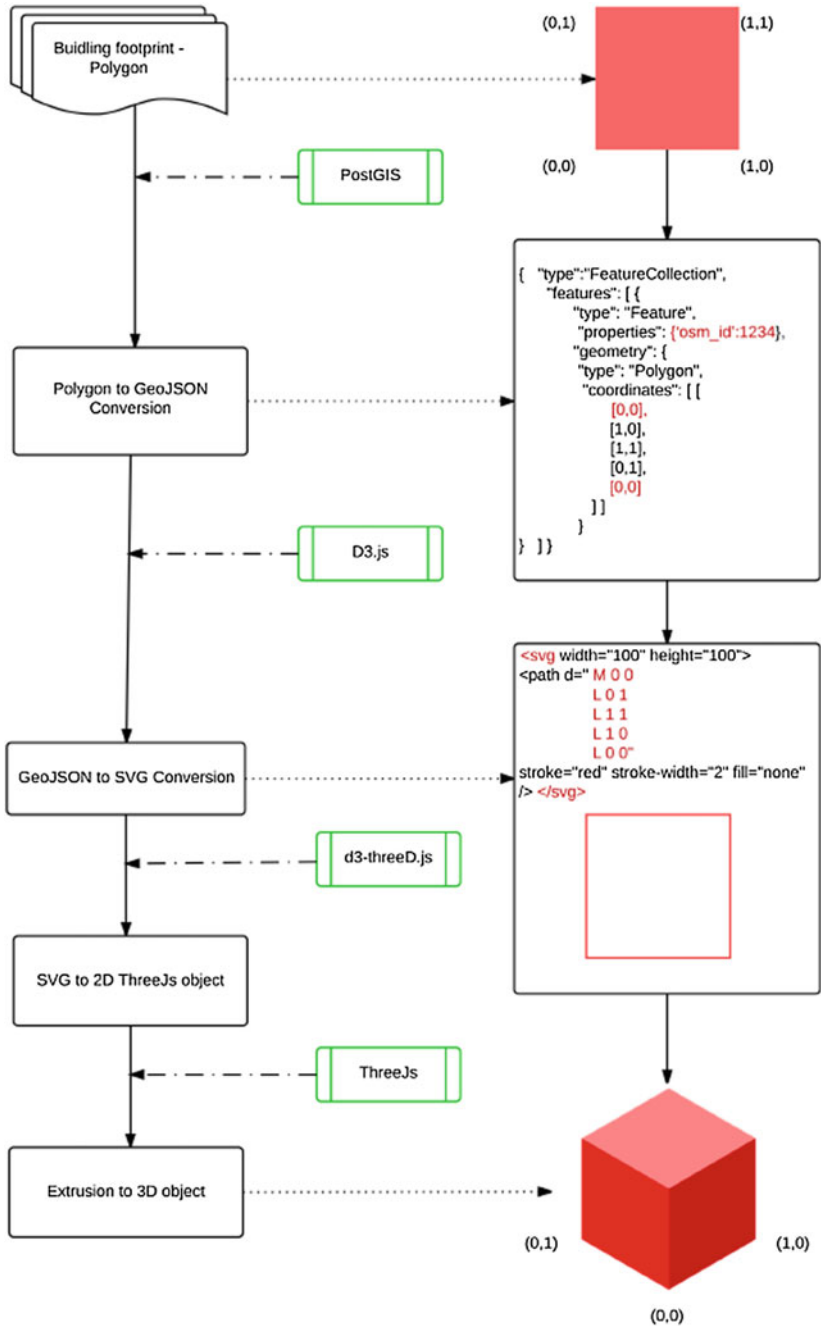 Buidling footprint -
Polygon
(0,1)
(1,1)
(0,0)
(1,0)
PostGIS
{ "type":"FeatureCollection",
"features": [ {
"type": "Feature",
"properties": {'osm_id':1234},
"geometry": {
"type": "Polygon",
"coordinates": [ [
[0,0],
[1,0],
[1,1],
[0,1],
[0,0]
] ]
}
} ] }
Polygon to GeoJSON
Conversion
D3.js
<svg width="100" height="100">
<path d=" M 0 0
L 0 1
L 1 1
L 1 0
L 0 0"
stroke="red" stroke-width="2" fill="none"
/> </svg>
GeoJSON to SVG Conversion
d3-threeD.js
SVG to 2D ThreeJs object
ThreeJs
Extrusion to 3D object
(0,1)
(1,0)
(0,0)